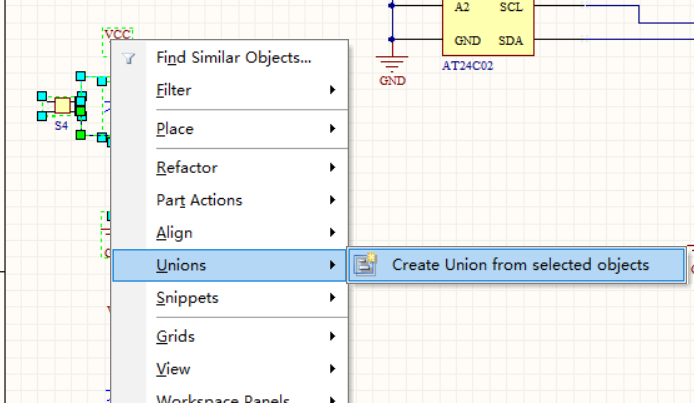 VCC
A2 SCL
GND SDA
AT24C02
GND
S4
Find Similar Objects...
Filter
Place
Refactor
Part Actions
Align
Unions
Create Union from selected objects
Snippets
Grids
View
Workspace Panels